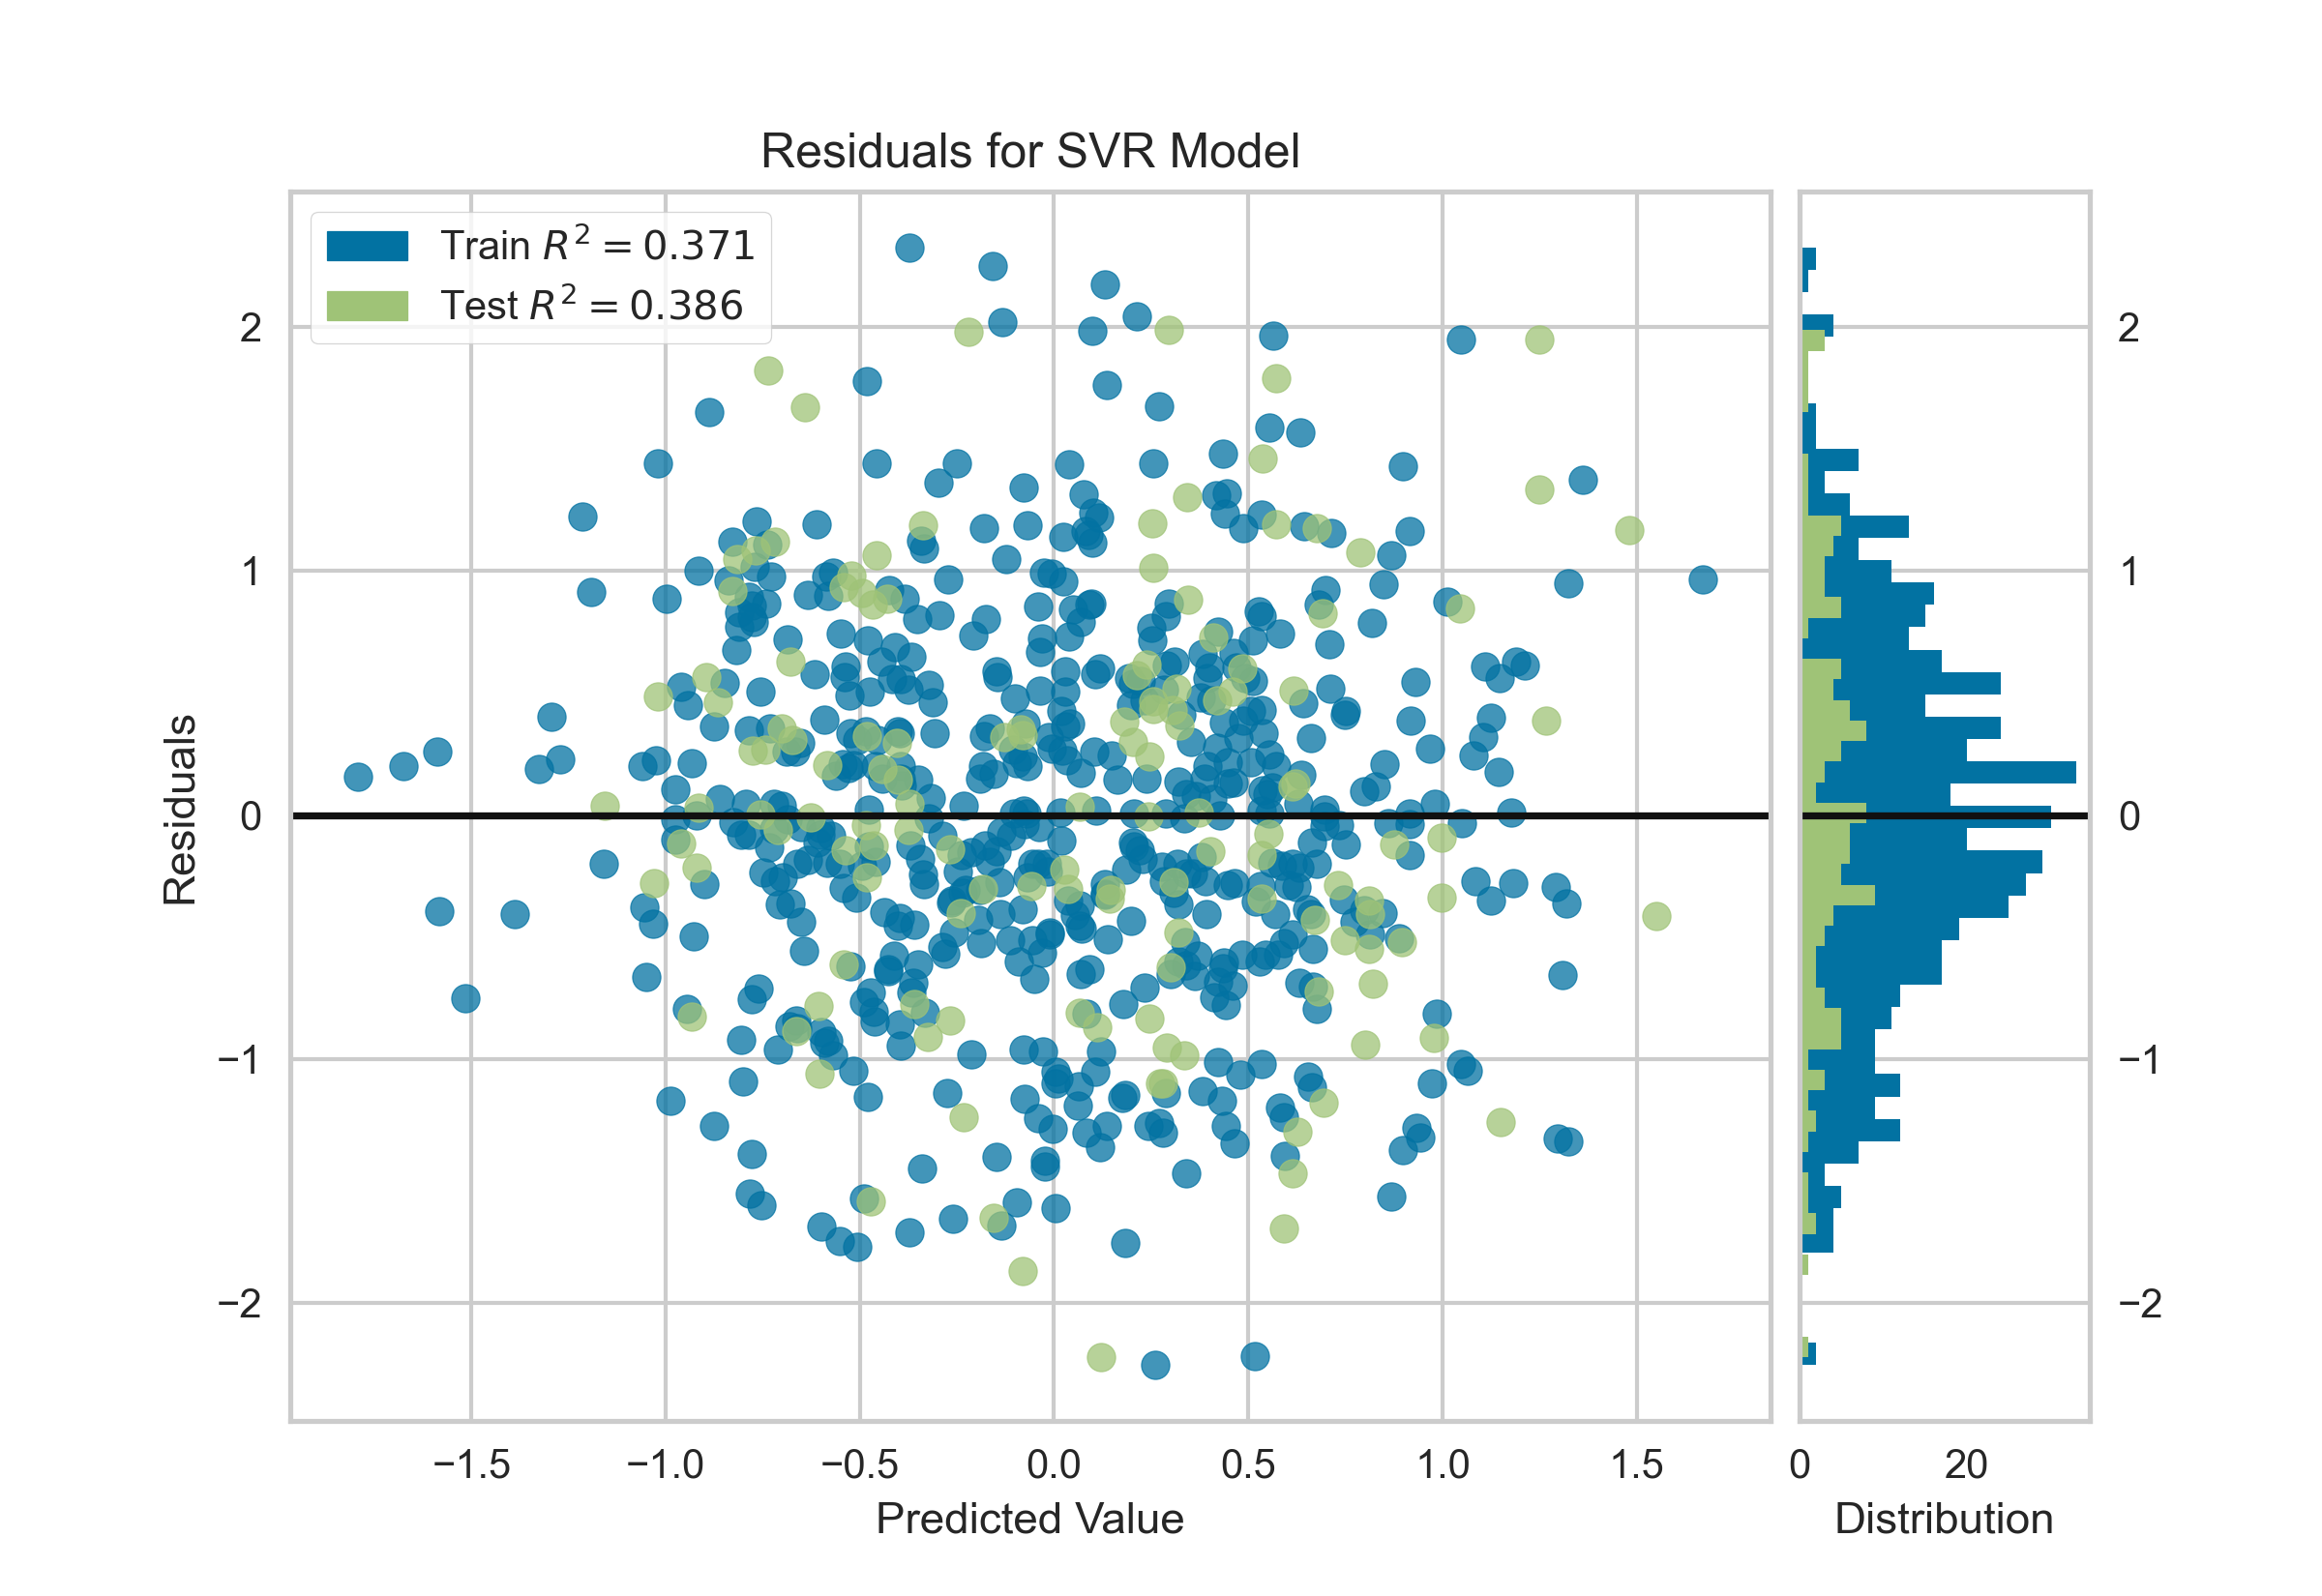 Residuals for SVR Model
Train R² = 0.371
Test R² = 0.386
Residuals
2
1
0
−1
−2
−1.5 −1.0 −0.5 0.0 0.5 1.0 1.5
Predicted Value
2
1
0
−1
−2
0 20
Distribution